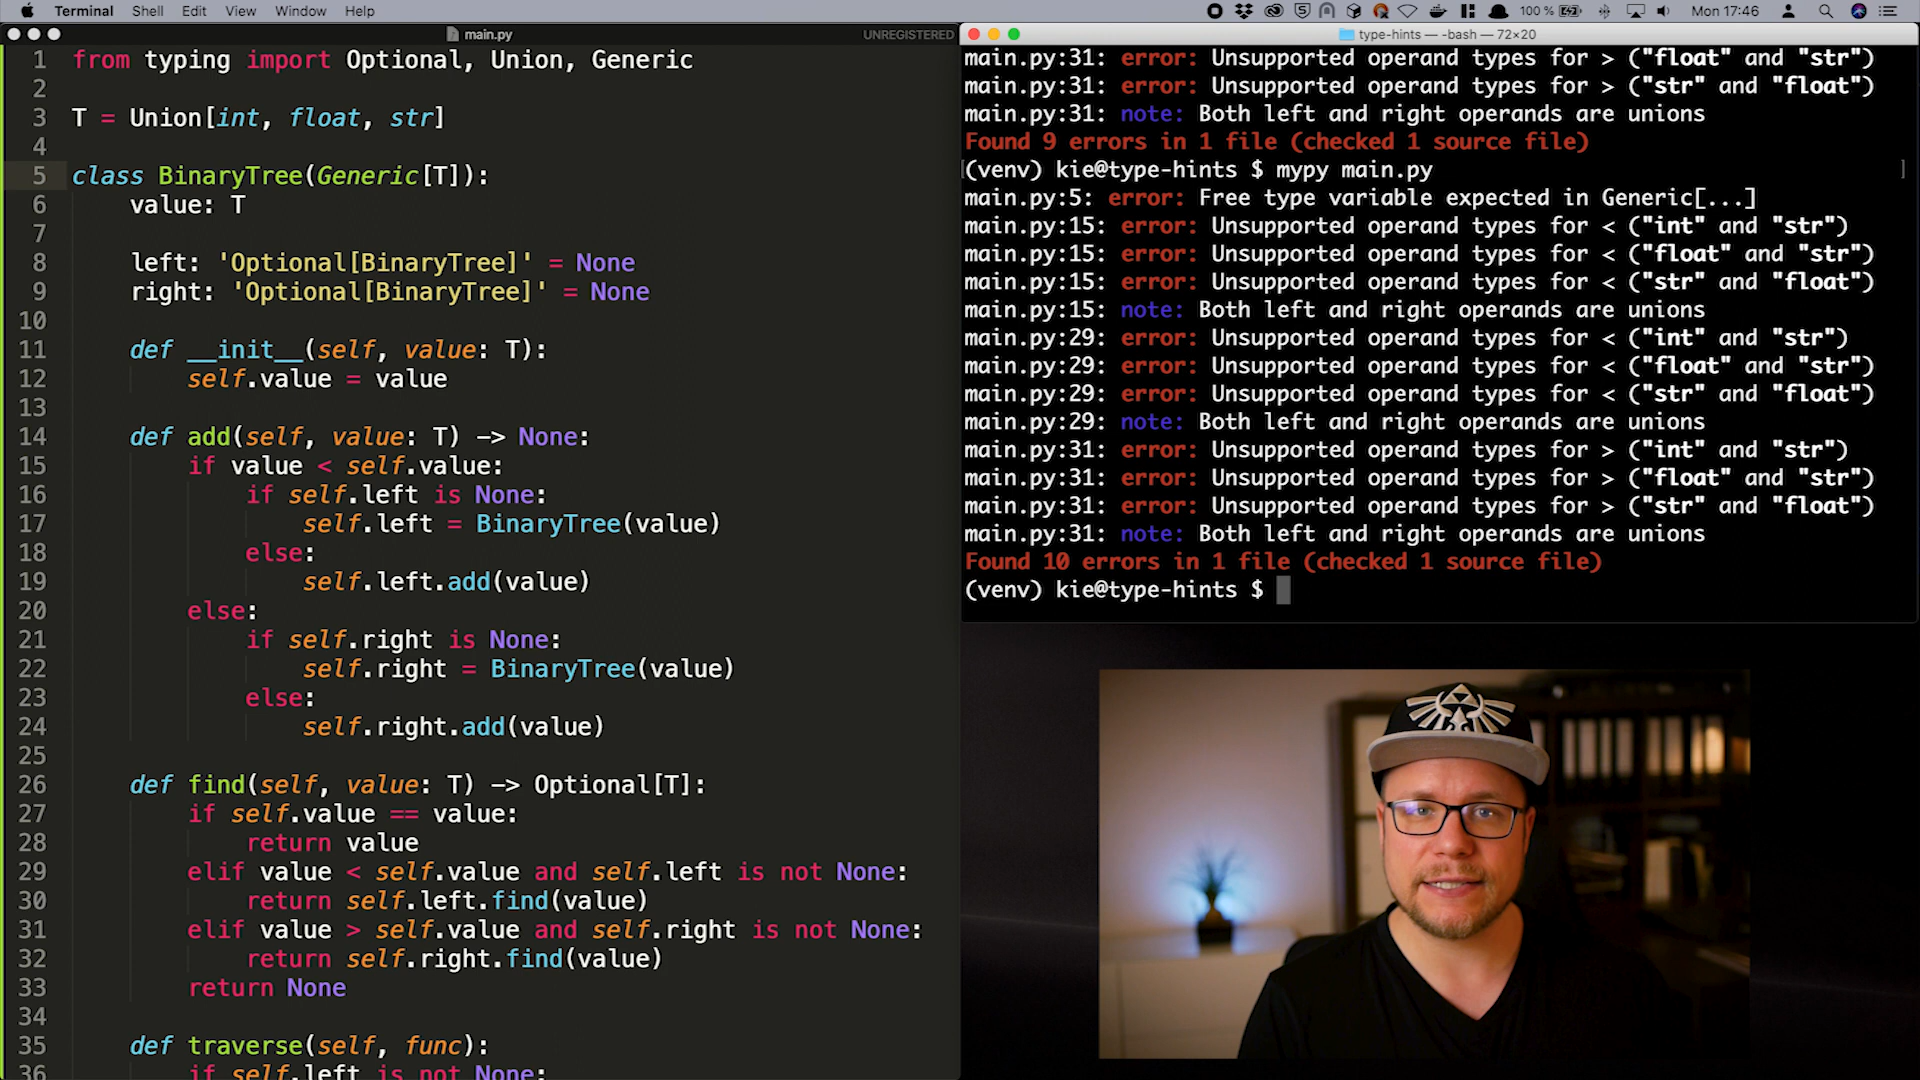 Terminal Shell Edit View Window Help
100 % Mon 17:46
main.py UNREGISTERED
1 from typing import Optional, Union, Generic
2
3 T = Union[int, float, str]
4
5 class BinaryTree(Generic[T]):
6 value: T
7
8 left: 'Optional[BinaryTree]' = None
9 right: 'Optional[BinaryTree]' = None
10
11 def __init__(self, value: T):
12 self.value = value
13
14 def add(self, value: T) -> None:
15 if value < self.value:
16 if self.left is None:
17 self.left = BinaryTree(value)
18 else:
19 self.left.add(value)
20 else:
21 if self.right is None:
22 self.right = BinaryTree(value)
23 else:
24 self.right.add(value)
25
26 def find(self, value: T) -> Optional[T]:
27 if self.value == value:
28 return value
29 elif value < self.value and self.left is not None:
30 return self.left.find(value)
31 elif value > self.value and self.right is not None:
32 return self.right.find(value)
33 return None
34
35 def traverse(self, func):
36 if self.left is not None:
type-hints — -bash — 72×20
main.py:31: error: Unsupported operand types for > ("float" and "str")
main.py:31: error: Unsupported operand types for > ("str" and "float")
main.py:31: note: Both left and right operands are unions
Found 9 errors in 1 file (checked 1 source file)
(venv) kie@type-hints $ mypy main.py
main.py:5: error: Free type variable expected in Generic[...]
main.py:15: error: Unsupported operand types for < ("int" and "str")
main.py:15: error: Unsupported operand types for < ("float" and "str")
main.py:15: error: Unsupported operand types for < ("str" and "float")
main.py:15: note: Both left and right operands are unions
main.py:29: error: Unsupported operand types for < ("int" and "str")
main.py:29: error: Unsupported operand types for < ("float" and "str")
main.py:29: error: Unsupported operand types for < ("str" and "float")
main.py:29: note: Both left and right operands are unions
main.py:31: error: Unsupported operand types for > ("int" and "str")
main.py:31: error: Unsupported operand types for > ("float" and "str")
main.py:31: error: Unsupported operand types for > ("str" and "float")
main.py:31: note: Both left and right operands are unions
Found 10 errors in 1 file (checked 1 source file)
(venv) kie@type-hints $